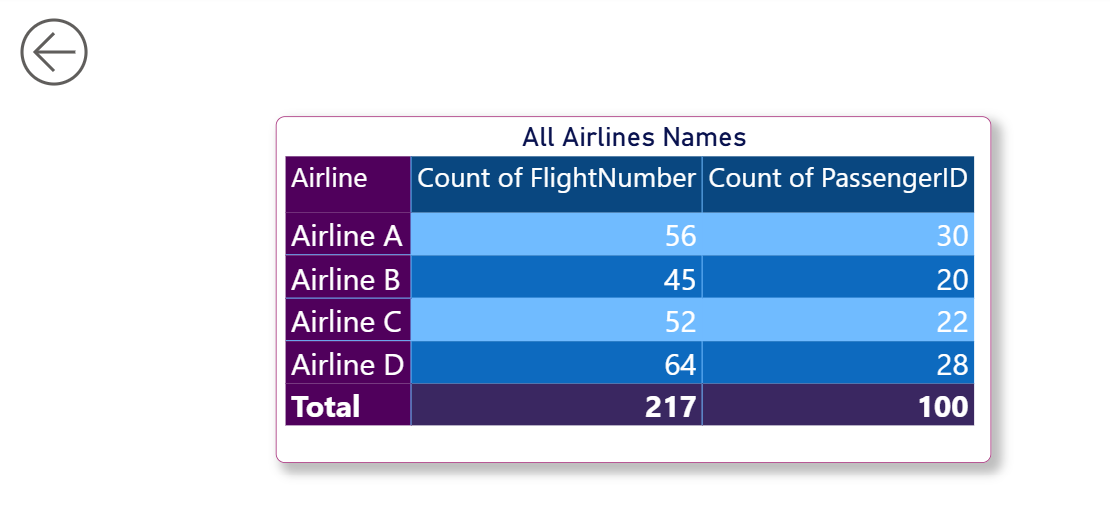 All Airlines Names
Airline Count of FlightNumber Count of PassengerID
Airline A 56 30
Airline B 45 20
Airline C 52 22
Airline D 64 28
Total 217 100